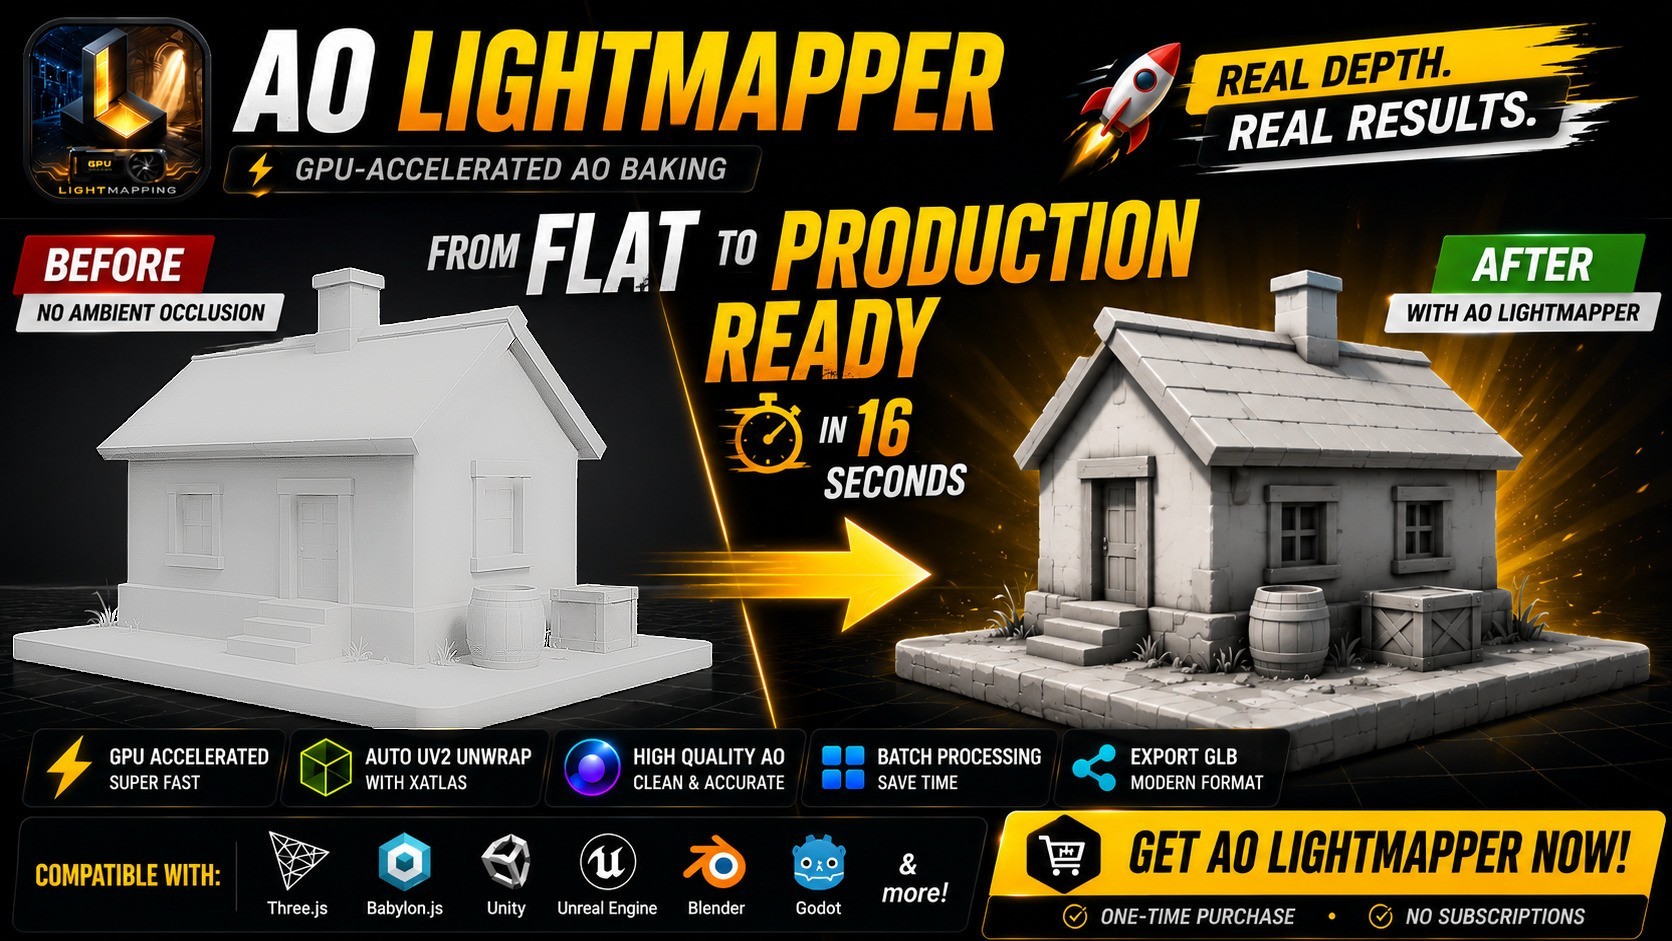 AO LIGHTMAPPER
GPU-ACCELERATED AO BAKING
GPU
LIGHTMAPPING
REAL DEPTH.
REAL RESULTS.
FROM FLAT TO PRODUCTION
READY
IN 16
SECONDS
BEFORE
NO AMBIENT OCCLUSION
AFTER
WITH AO LIGHTMAPPER
GPU ACCELERATED
SUPER FAST
AUTO UV2 UNWRAP
WITH XATLAS
HIGH QUALITY AO
CLEAN & ACCURATE
BATCH PROCESSING
SAVE TIME
EXPORT GLB
MODERN FORMAT
COMPATIBLE WITH:
Three.js
Babylon.js
Unity
Unreal Engine
Blender
Godot
&
more!
GET AO LIGHTMAPPER NOW!
ONE-TIME PURCHASE • NO SUBSCRIPTIONS